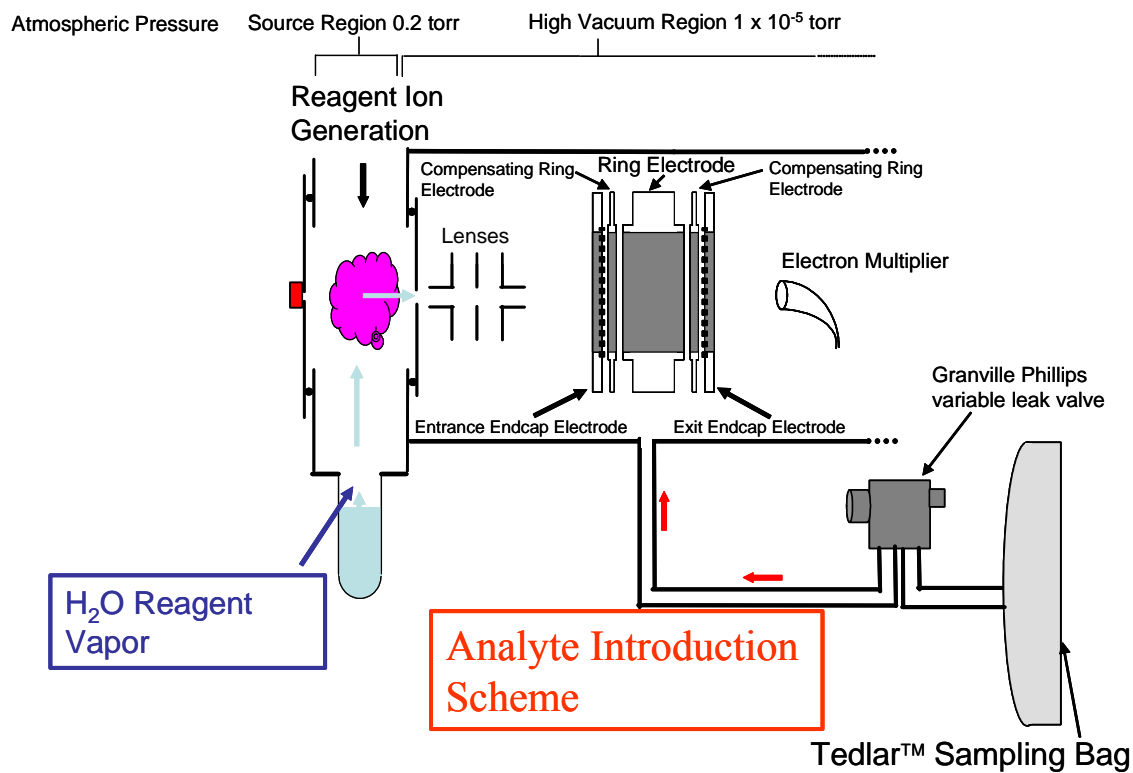 Atmospheric Pressure
Source Region 0.2 torr
High Vacuum Region 1 x 10⁻⁵ torr
Reagent Ion
Generation
Compensating Ring
Electrode
Ring Electrode
Compensating Ring
Electrode
Lenses
Electron Multiplier
Granville Phillips
variable leak valve
Entrance Endcap Electrode
Exit Endcap Electrode
H₂O Reagent
Vapor
Analyte Introduction
Scheme
Tedlar™ Sampling Bag